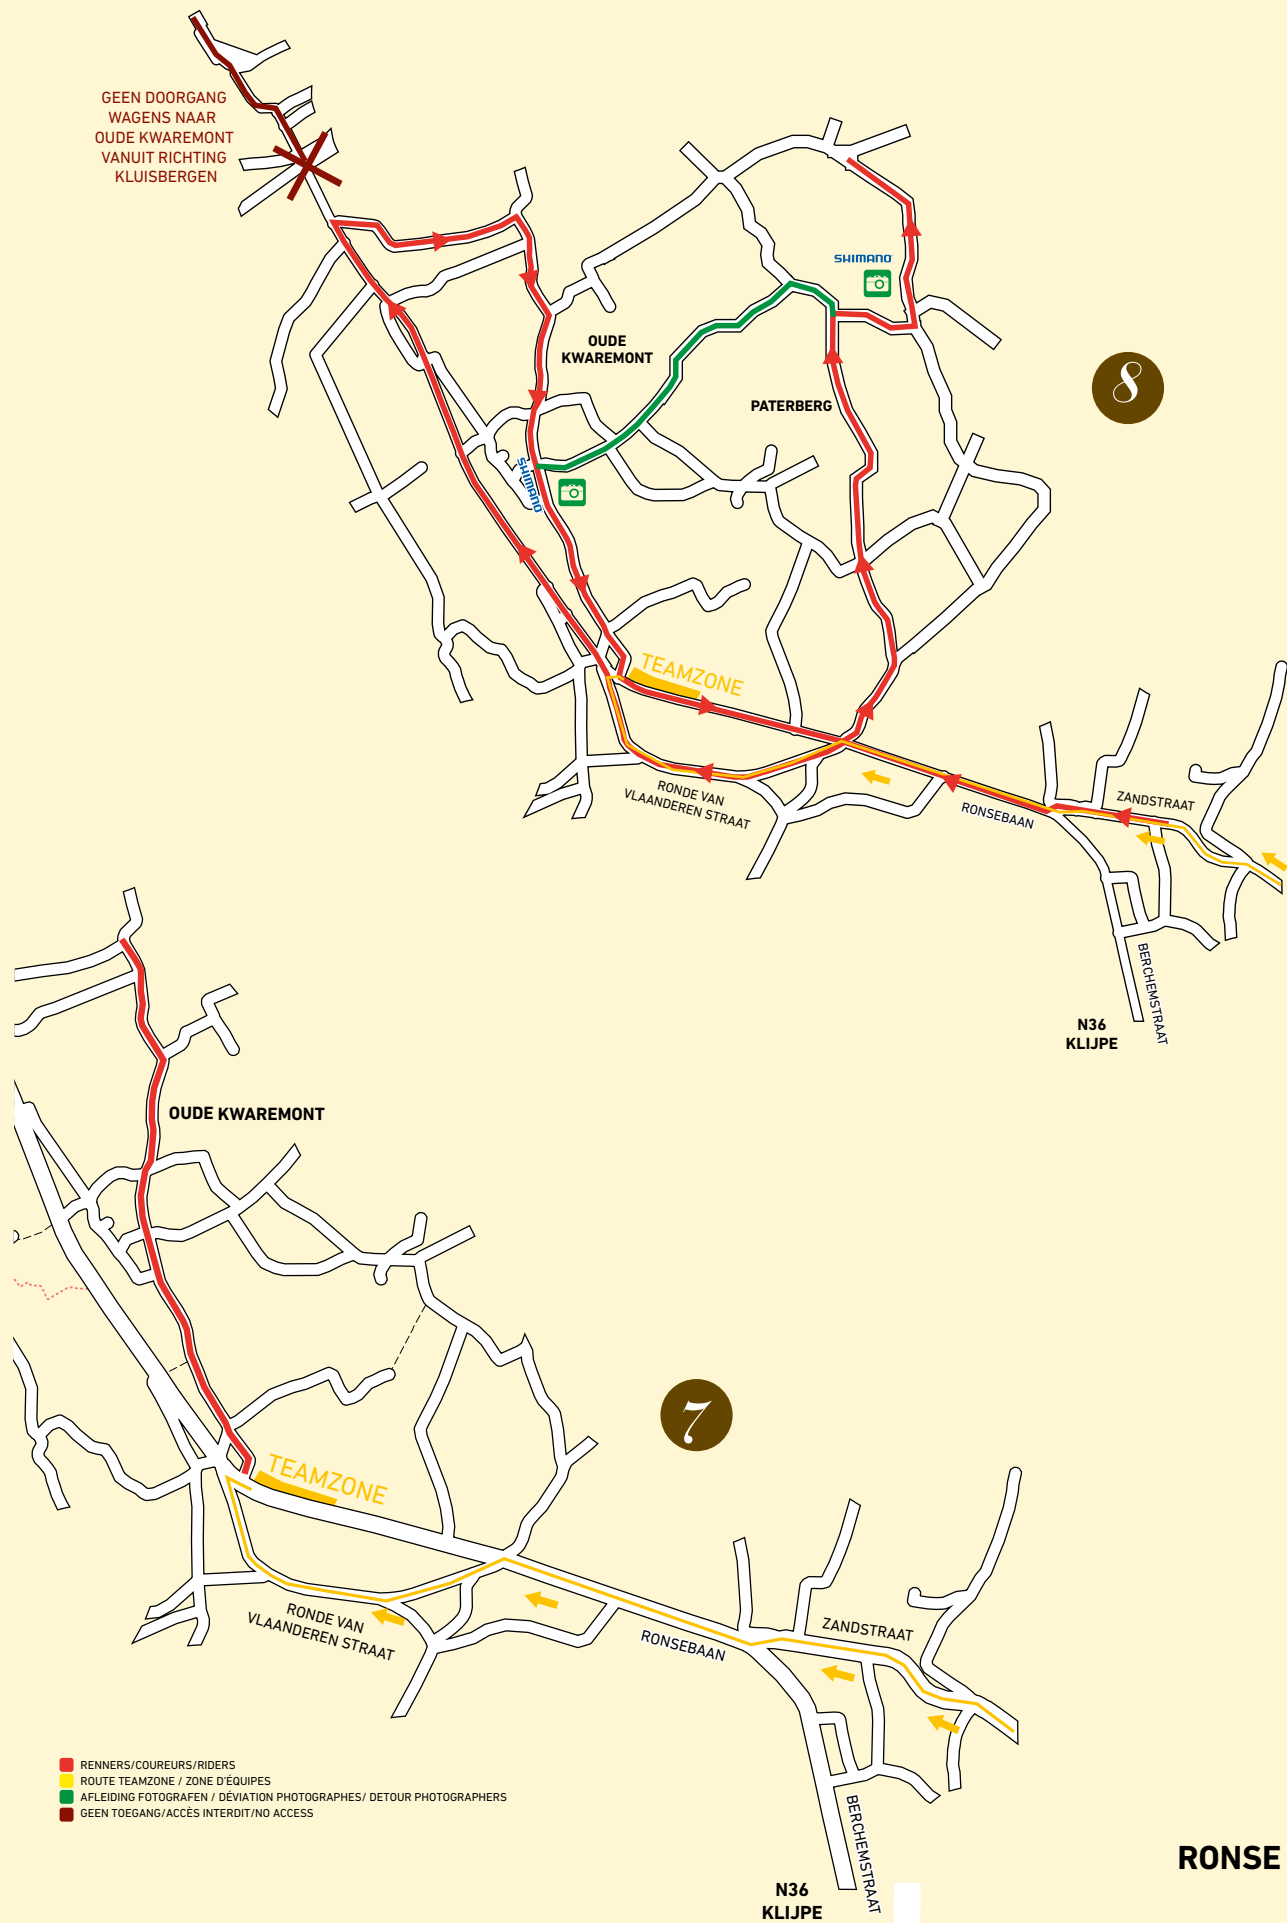 GEEN DOORGANG
WAGENS NAAR
OUDE KWAREMONT
VANUIT RICHTING
KLUISBERGEN
SHIMANO
OUDE
KWAREMONT
PATERBERG
8
SHIMANO
TEAMZONE
RONDE VAN
VLAANDEREN STRAAT
RONSEBAAN
ZANDSTRAAT
BERCHEMSTRAAT
N36
KLIJPE
OUDE KWAREMONT
7
TEAMZONE
RONDE VAN
VLAANDEREN STRAAT
RONSEBAAN
ZANDSTRAAT
BERCHEMSTRAAT
N36
KLIJPE
RENNERS/COUREURS/RIDERS
ROUTE TEAMZONE / ZONE D'ÉQUIPES
AFLEIDING FOTOGRAFEN / DÉVIATION PHOTOGRAPHES/ DETOUR PHOTOGRAPHERS
GEEN TOEGANG/ACCÈS INTERDIT/NO ACCESS
RONSE